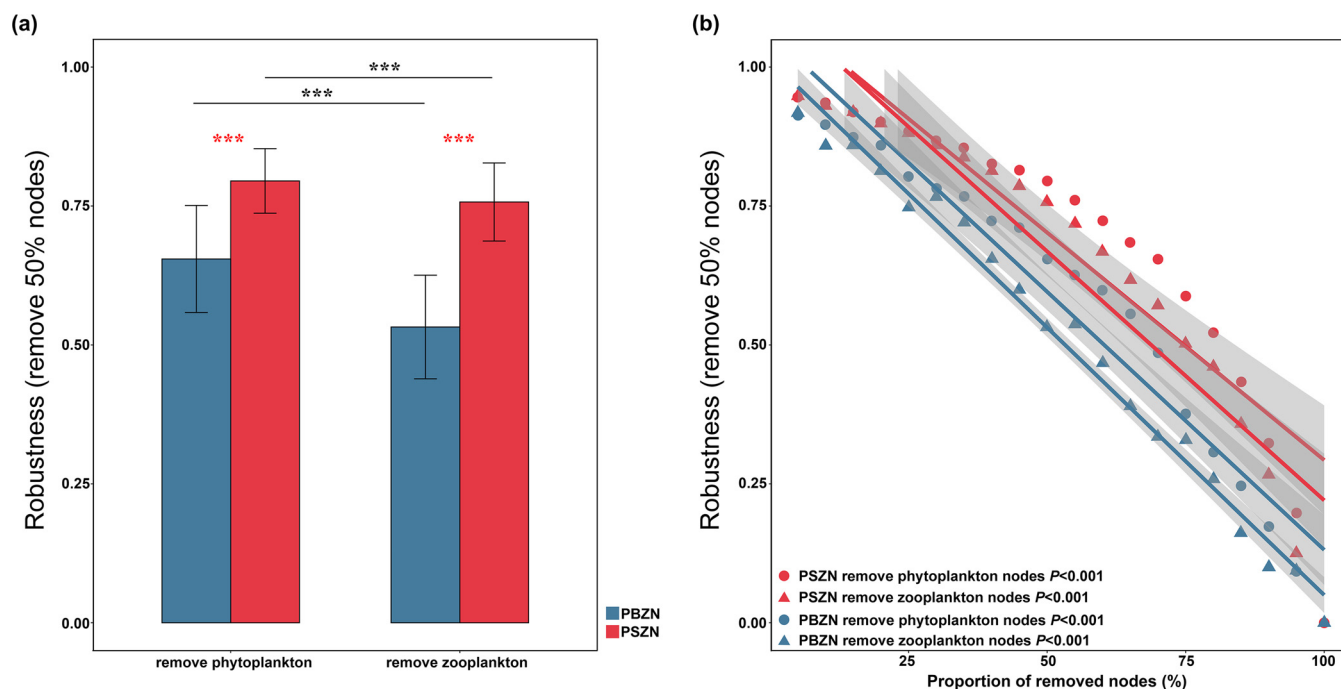 (a)
Robustness (remove 50% nodes)
1.00
0.75
0.50
0.25
0.00
***
***
***
***
remove phytoplankton
remove zooplankton
PBZN
PSZN
(b)
Robustness (remove 50% nodes)
1.00
0.75
0.50
0.25
0.00
PSZN remove phytoplankton nodes P<0.001
PSZN remove zooplankton nodes P<0.001
PBZN remove phytoplankton nodes P<0.001
PBZN remove zooplankton nodes P<0.001
25
50
75
100
Proportion of removed nodes (%)